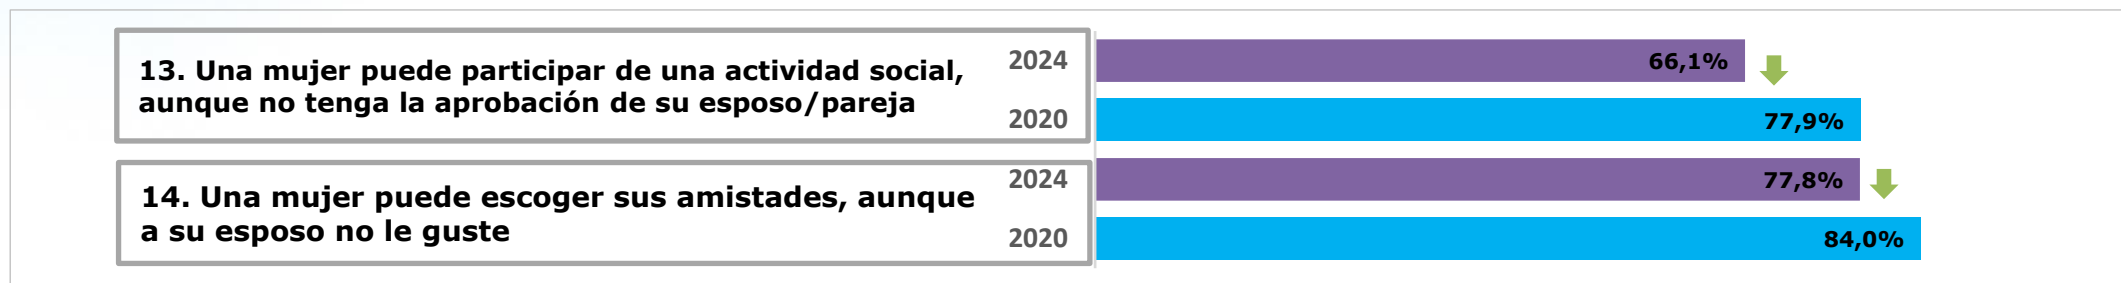 13. Una mujer puede participar de una actividad social,
aunque no tenga la aprobación de su esposo/pareja
2024
66,1%
2020
77,9%
14. Una mujer puede escoger sus amistades, aunque
a su esposo no le guste
2024
77,8%
2020
84,0%